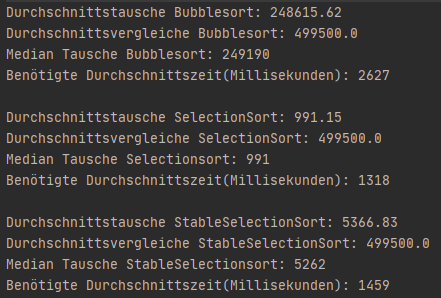 Durchschnittstausche Bubblesort: 248615.62
Durchschnittsvergleiche Bubblesort: 499500.0
Median Tausche Bubblesort: 249190
Benötigte Durchschnittszeit(Millisekunden): 2627
Durchschnittstausche SelectionSort: 991.15
Durchschnittsvergleiche SelectionSort: 499500.0
Median Tausche Selectionsort: 991
Benötigte Durchschnittszeit(Millisekunden): 1318
Durchschnittstausche StableSelectionSort: 5366.83
Durchschnittsvergleiche StableSelectionSort: 499500.0
Median Tausche StableSelectionsort: 5262
Benötigte Durchschnittszeit(Millisekunden): 1459